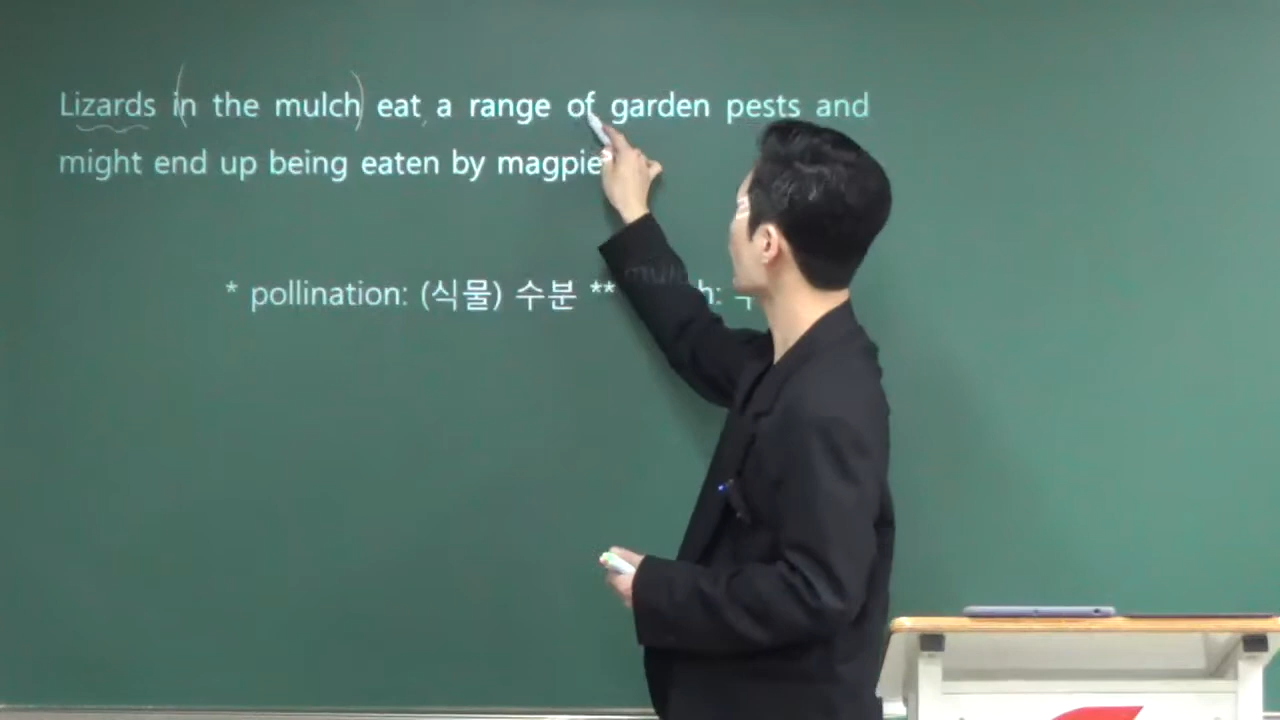 Lizards in the mulch eat a range of garden pests and
might end up being eaten by magpie
* pollination: (식물) 수분 **